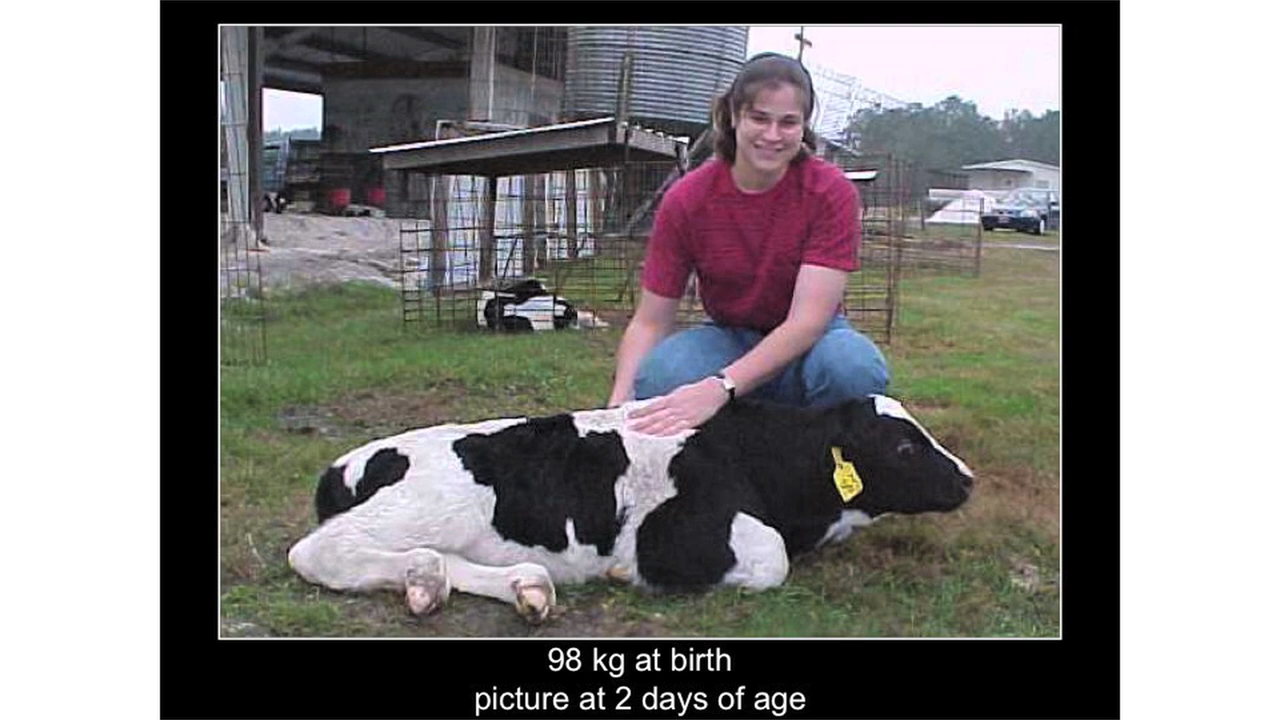 98 kg at birth
picture at 2 days of age